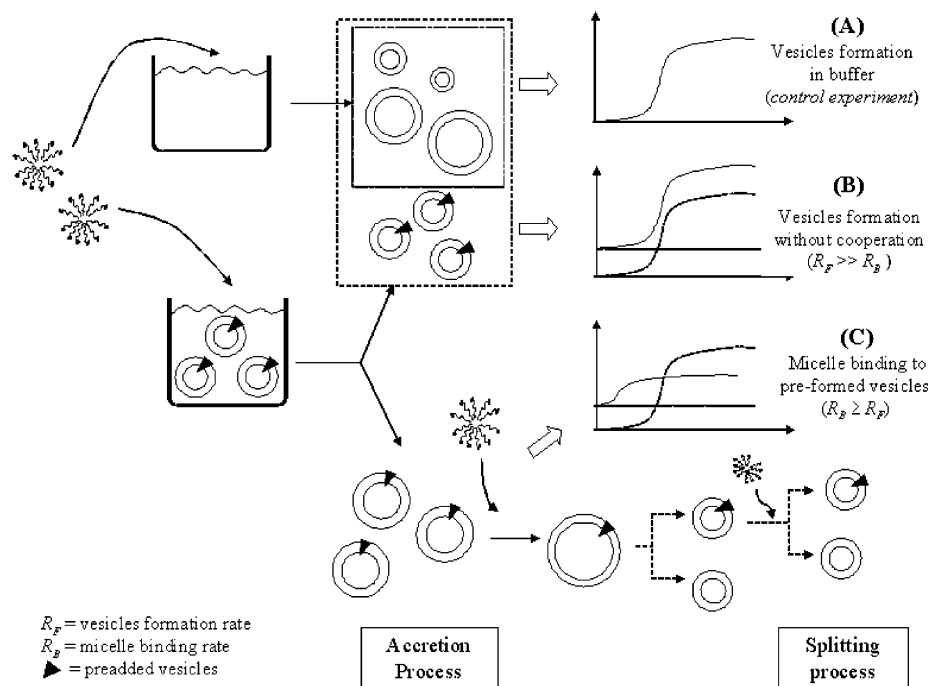 (A)
Vesicles formation
in buffer
(control experiment)
(B)
Vesicles formation
without cooperation
(R_F >> R_B )
(C)
Micelle binding to
pre-formed vesicles
(R_B ≥ R_F)
R_F = vesicles formation rate
R_B = micelle binding rate
= preadded vesicles
Accretion
Process
Splitting
process